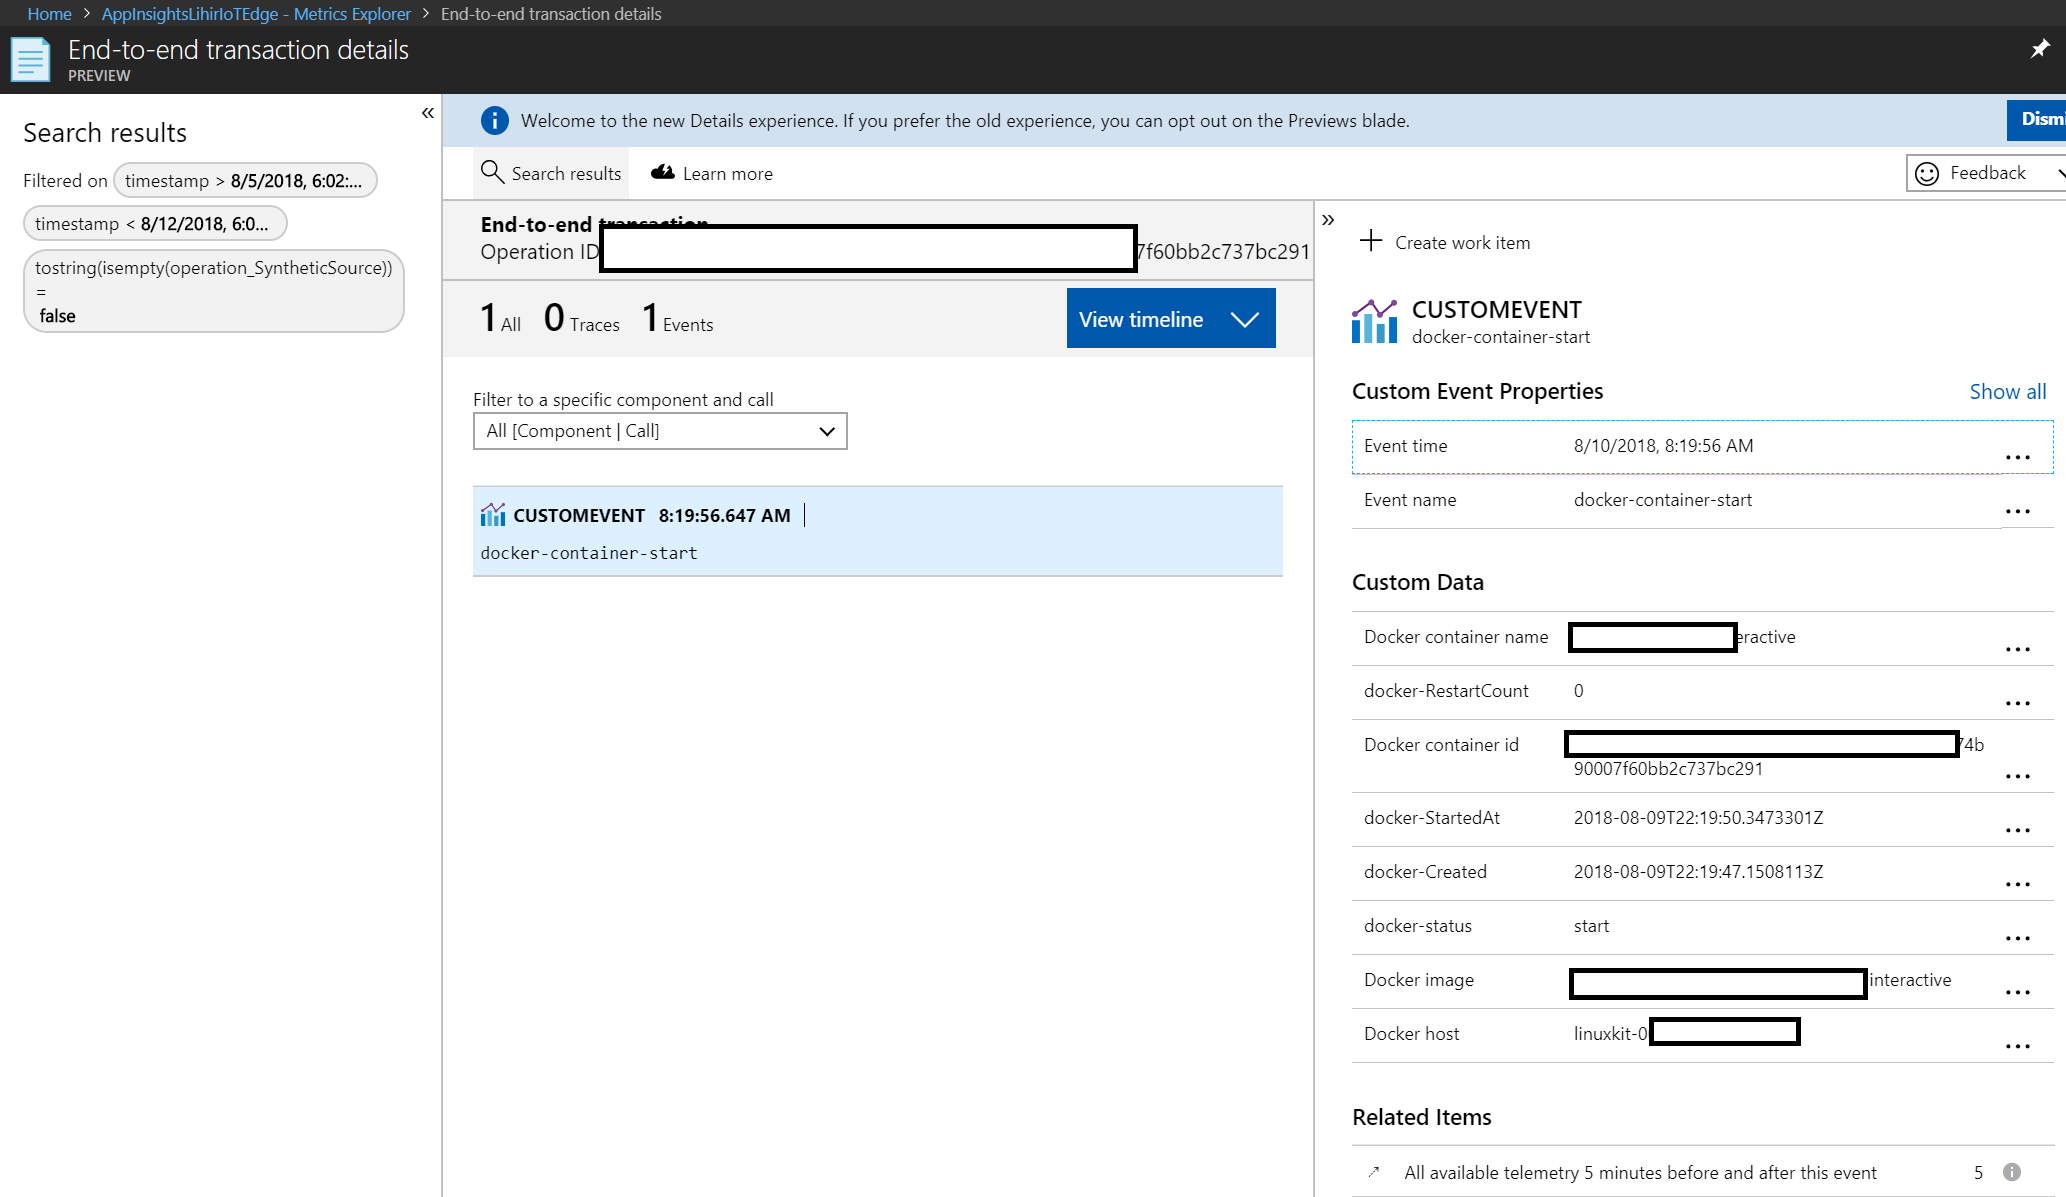 Home > AppInsightsLihirIoTEdge - Metrics Explorer > End-to-end transaction details
End-to-end transaction details
PREVIEW
Search results
Filtered on timestamp > 8/5/2018, 6:02:...
timestamp < 8/12/2018, 6:0...
tostring(isempty(operation_SyntheticSource))
=
false
Welcome to the new Details experience. If you prefer the old experience, you can opt out on the Previews blade.
Dismi
Search results
Learn more
Feedback
End-to-end transaction
Operation ID 7f60bb2c737bc291
1 All 0 Traces 1 Events
View timeline
Filter to a specific component and call
All [Component | Call]
CUSTOMEVENT 8:19:56.647 AM
docker-container-start
Create work item
CUSTOMEVENT
docker-container-start
Custom Event Properties Show all
Event time 8/10/2018, 8:19:56 AM ...
Event name docker-container-start ...
Custom Data
Docker container name eractive ...
docker-RestartCount 0 ...
Docker container id 74b
90007f60bb2c737bc291 ...
docker-StartedAt 2018-08-09T22:19:50.3473301Z ...
docker-Created 2018-08-09T22:19:47.1508113Z ...
docker-status start ...
Docker image interactive ...
Docker host linuxkit-0 ...
Related Items
All available telemetry 5 minutes before and after this event 5